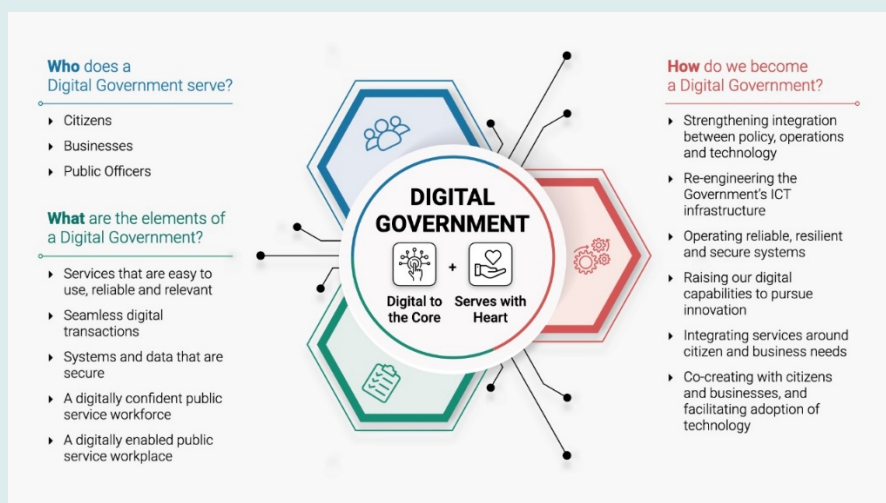 Who does a
Digital Government serve?
Citizens
Businesses
Public Officers
What are the elements of
a Digital Government?
Services that are easy to
use, reliable and relevant
Seamless digital
transactions
Systems and data that are
secure
A digitally confident public
service workforce
A digitally enabled public
service workplace
DIGITAL
GOVERNMENT
+
Digital to
the Core
Serves with
Heart
How do we become
a Digital Government?
Strengthening integration
between policy, operations
and technology
Re-engineering the
Government's ICT
infrastructure
Operating reliable, resilient
and secure systems
Raising our digital
capabilities to pursue
innovation
Integrating services around
citizen and business needs
Co-creating with citizens
and businesses, and
facilitating adoption of
technology